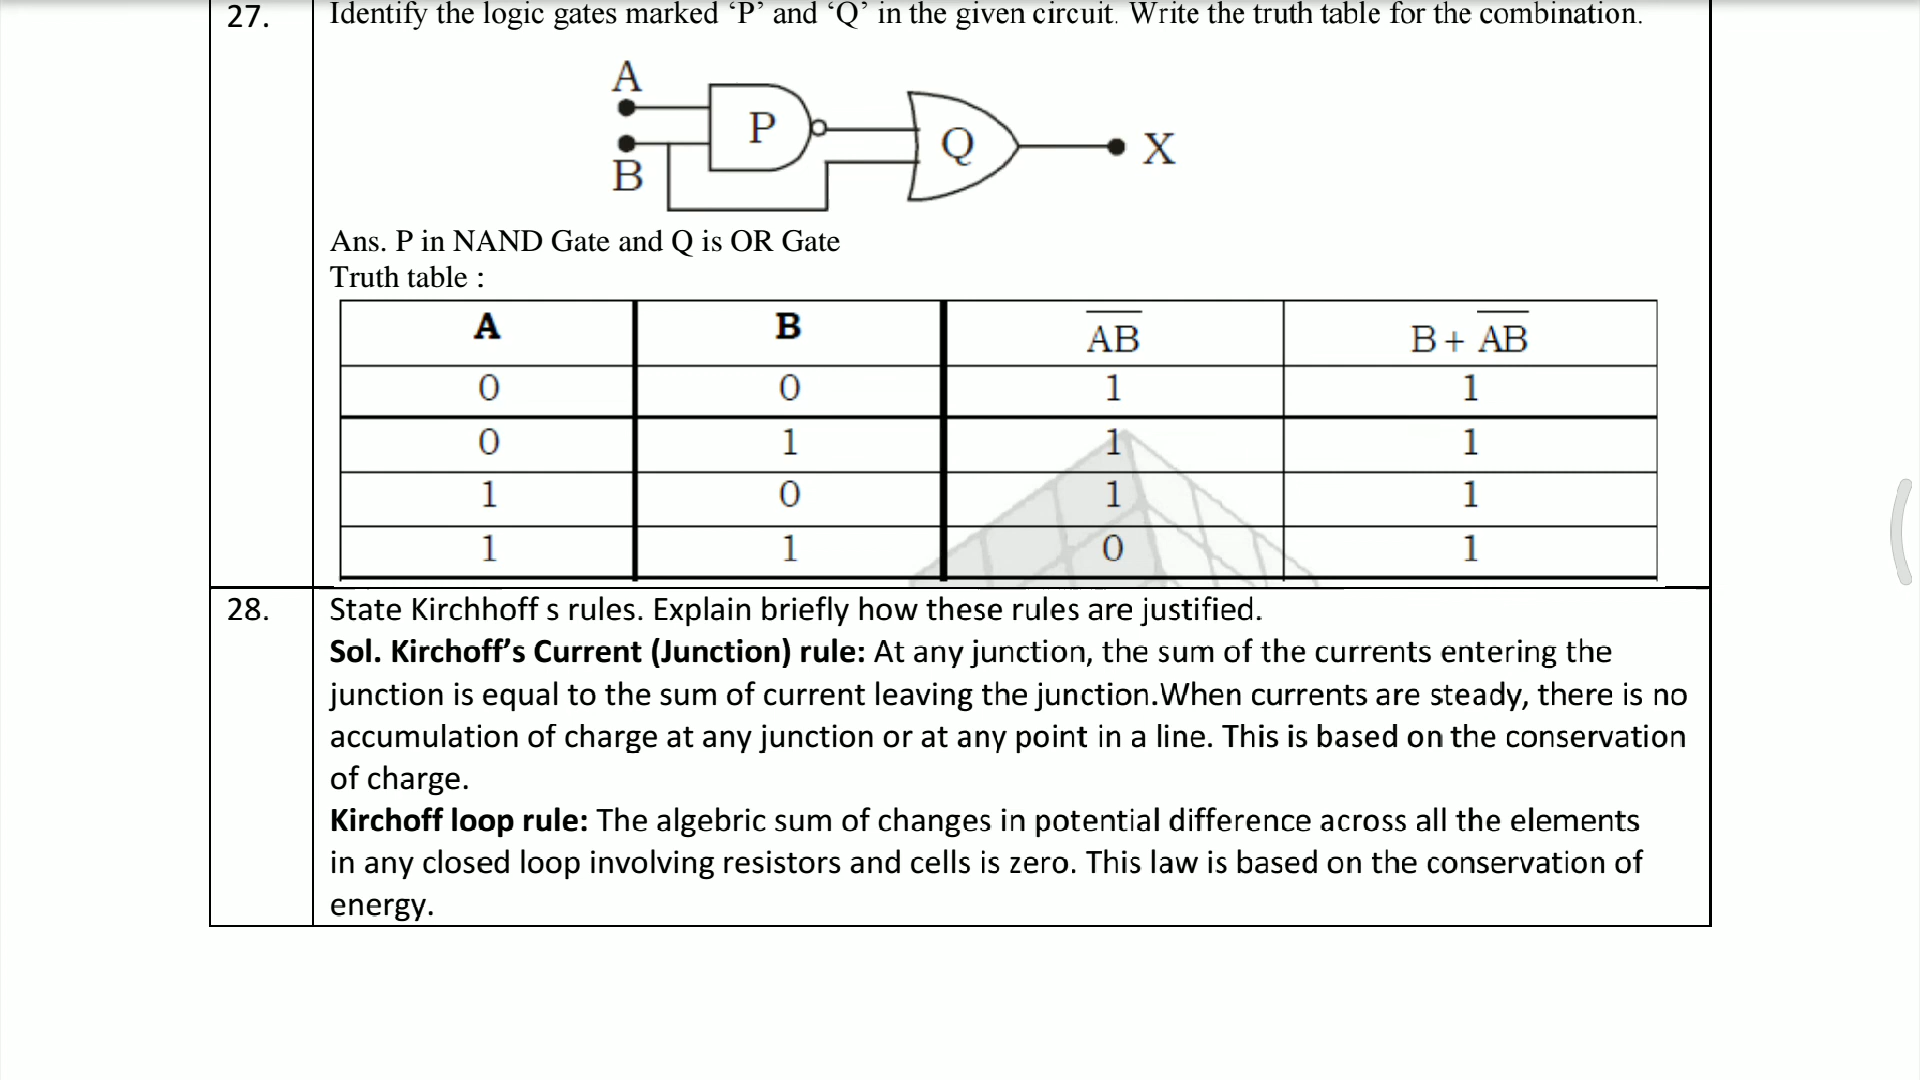 27.
Identify the logic gates marked ‘P’ and ‘Q’ in the given circuit. Write the truth table for the combination.
A
B
P
Q
X
Ans. P in NAND Gate and Q is OR Gate
Truth table :
A B A̅B̅ B + A̅B̅
0 0 1 1
0 1 1 1
1 0 1 1
1 1 0 1
28.
State Kirchhoff s rules. Explain briefly how these rules are justified.
Sol. Kirchoff’s Current (Junction) rule: At any junction, the sum of the currents entering the
junction is equal to the sum of current leaving the junction.When currents are steady, there is no
accumulation of charge at any junction or at any point in a line. This is based on the conservation
of charge.
Kirchoff loop rule: The algebric sum of changes in potential difference across all the elements
in any closed loop involving resistors and cells is zero. This law is based on the conservation of
energy.